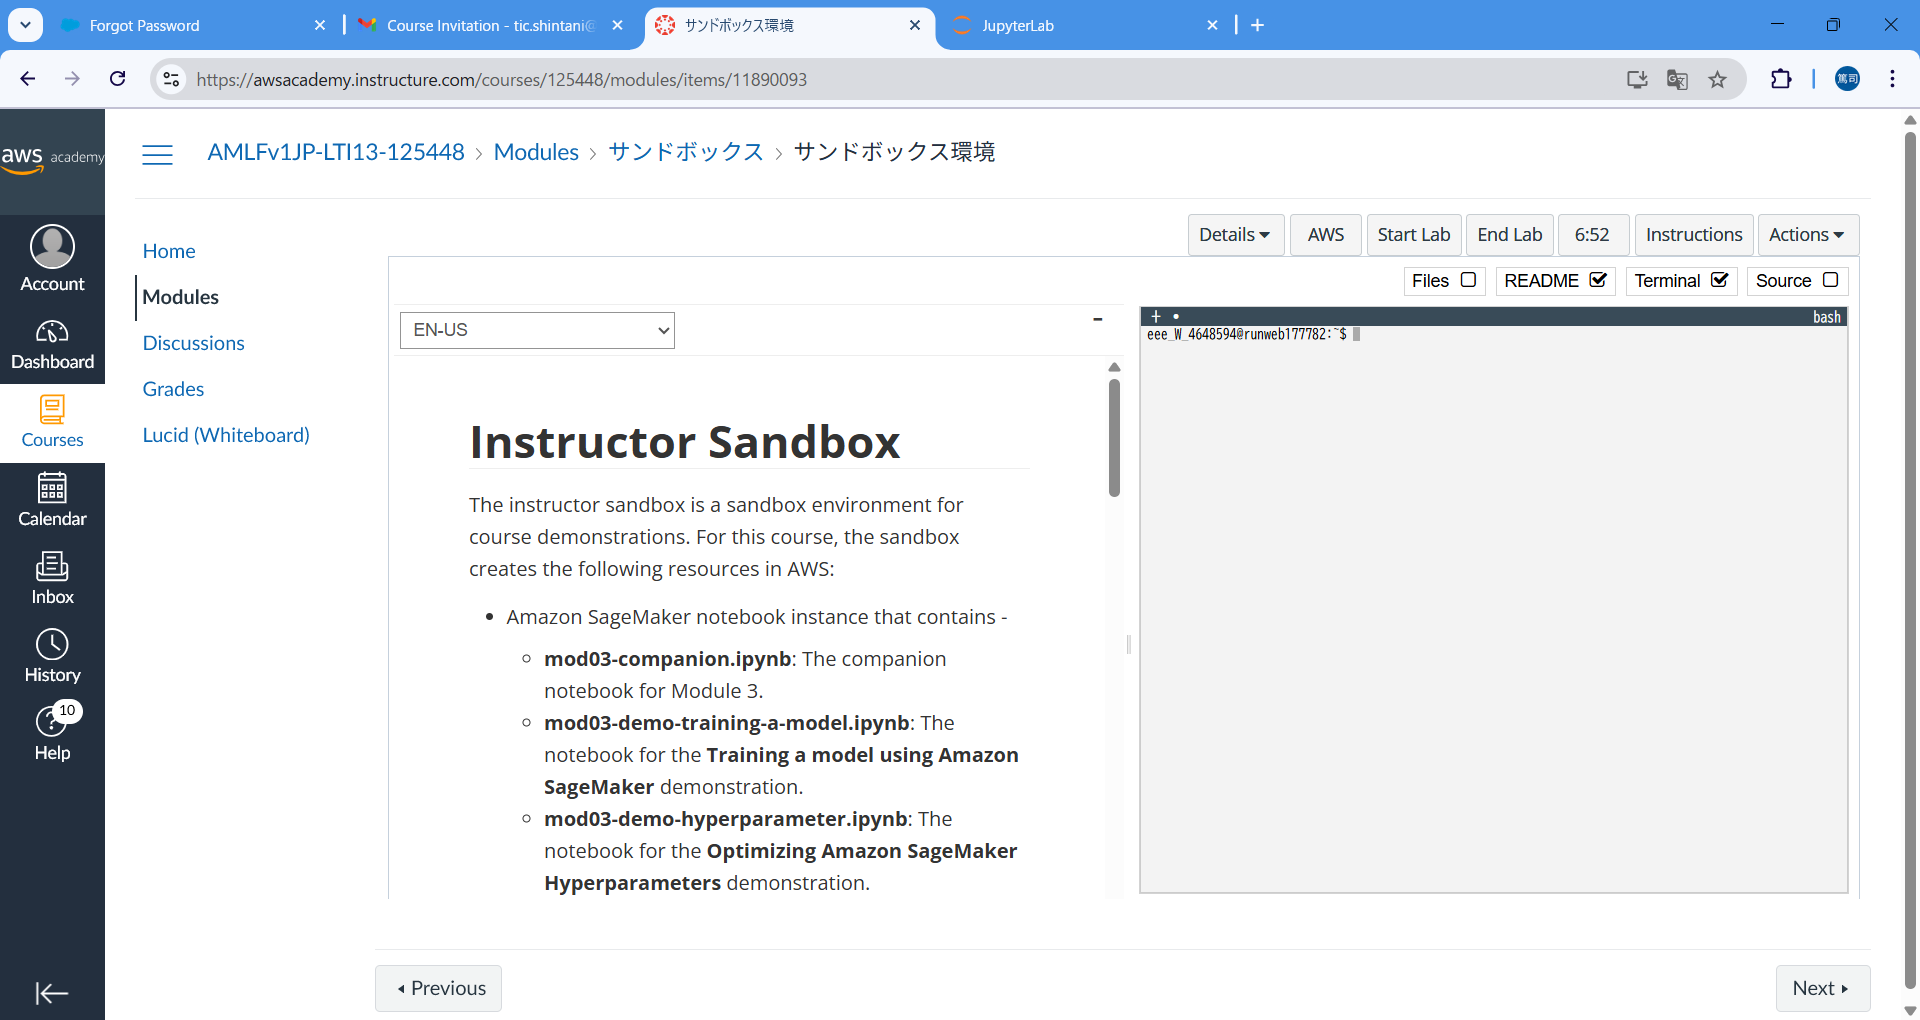 Forgot Password
Course Invitation - tic.shintani@
サンドボックス環境
JupyterLab
https://awsacademy.instructure.com/courses/125448/modules/items/11890093
篤司
aws academy
AMLFv1JP-LTI13-125448 › Modules › サンドボックス › サンドボックス環境
Account
Dashboard
Courses
Calendar
Inbox
History
10
Help
Home
Modules
Discussions
Grades
Lucid (Whiteboard)
Details
AWS
Start Lab
End Lab
6:52
Instructions
Actions
Files
README
Terminal
Source
EN-US
Instructor Sandbox
The instructor sandbox is a sandbox environment for
course demonstrations. For this course, the sandbox
creates the following resources in AWS:
• Amazon SageMaker notebook instance that contains -
◦ mod03-companion.ipynb: The companion
notebook for Module 3.
◦ mod03-demo-training-a-model.ipynb: The
notebook for the Training a model using Amazon
SageMaker demonstration.
◦ mod03-demo-hyperparameter.ipynb: The
notebook for the Optimizing Amazon SageMaker
Hyperparameters demonstration.
bash
eee_W_4648594@runweb177782:~$
Previous
Next